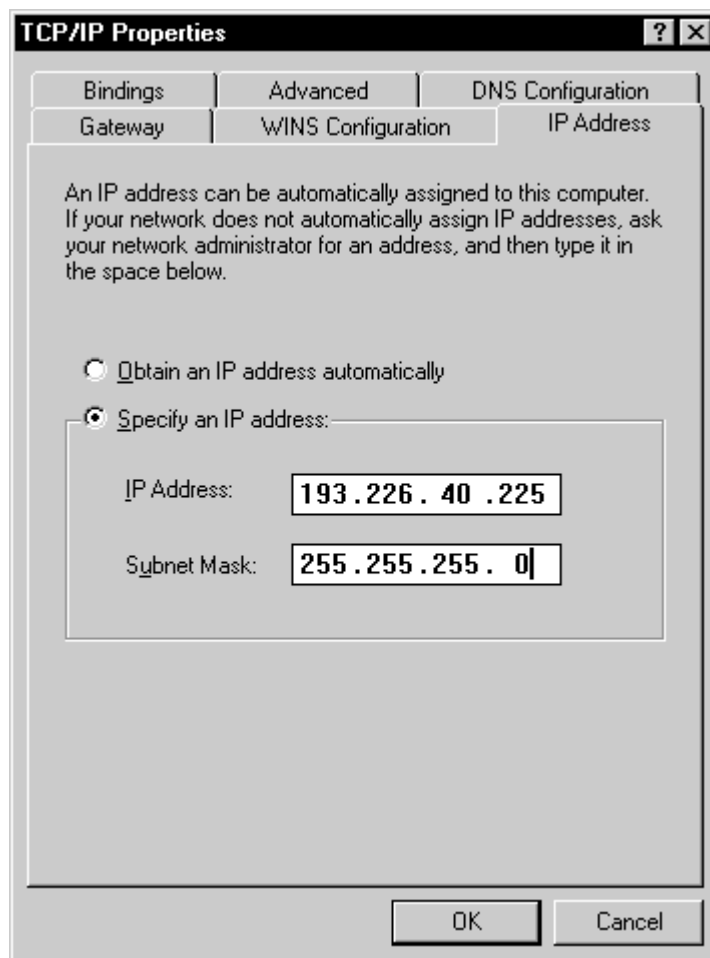 TCP/IP Properties ? X
Bindings Advanced DNS Configuration
Gateway WINS Configuration IP Address
An IP address can be automatically assigned to this computer.
If your network does not automatically assign IP addresses, ask
your network administrator for an address, and then type it in
the space below.
Obtain an IP address automatically
Specify an IP address:
IP Address: 193.226. 40 .225
Subnet Mask: 255.255.255. 0
OK Cancel